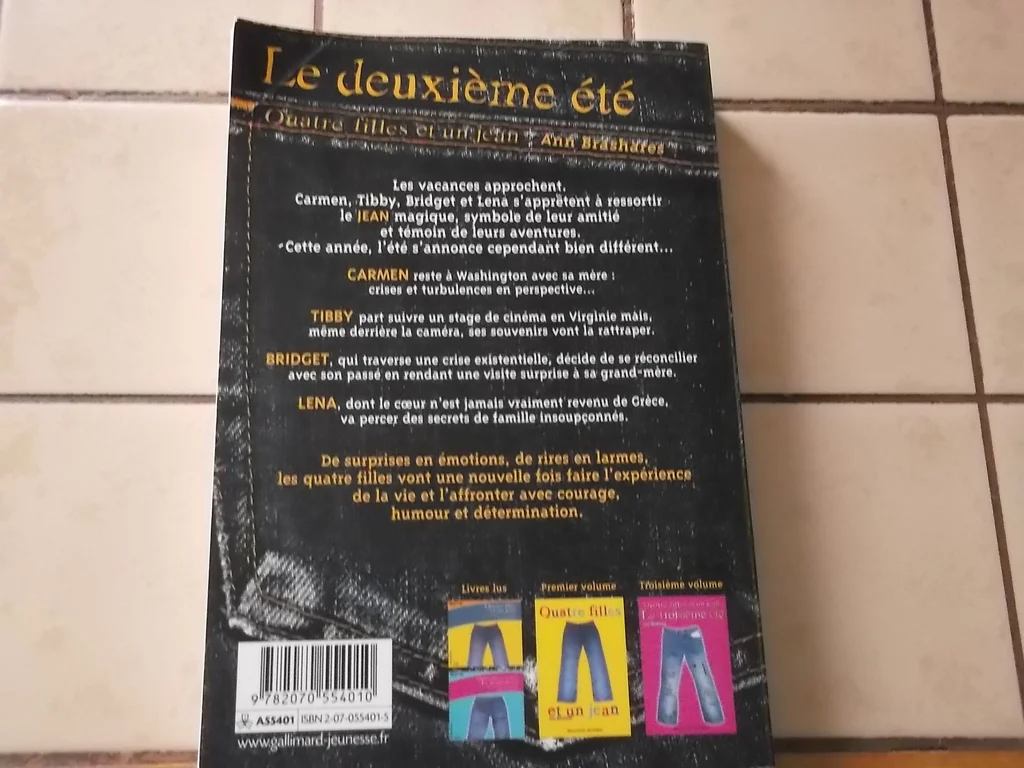 Le deuxième été
Quatre filles et un jean • Ann Brashares
Les vacances approchent.
Carmen, Tibby, Bridget et Lena s'apprêtent à ressortir
le JEAN magique, symbole de leur amitié
et témoin de leurs aventures.
Cette année, l'été s'annonce cependant bien différent...
CARMEN reste à Washington avec sa mère :
crises et turbulences en perspective...
TIBBY part suivre un stage de cinéma en Virginie mais,
même derrière la caméra, ses souvenirs vont la rattraper.
BRIDGET, qui traverse une crise existentielle, décide de se réconcilier
avec son passé en rendant une visite surprise à sa grand-mère.
LENA, dont le cœur n'est jamais vraiment revenu de Grèce,
va percer des secrets de famille insoupçonnés.
De surprises en émotions, de rires en larmes,
les quatre filles vont une nouvelle fois faire l'expérience
de la vie et l'affronter avec courage,
humour et détermination.
Livres lus
Premier volume
Troisième volume
Quatre filles
et un jean
Le troisième été
9 782070 554010
A55401 ISBN 2-07-055401-5
www.gallimard-jeunesse.fr